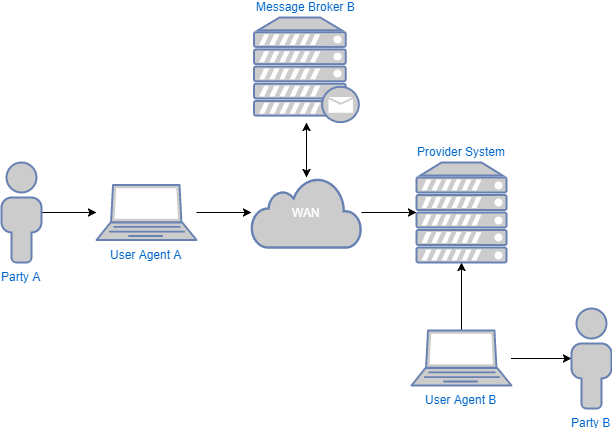 Message Broker B
Provider System
WAN
User Agent A
Party A
User Agent B
Party B